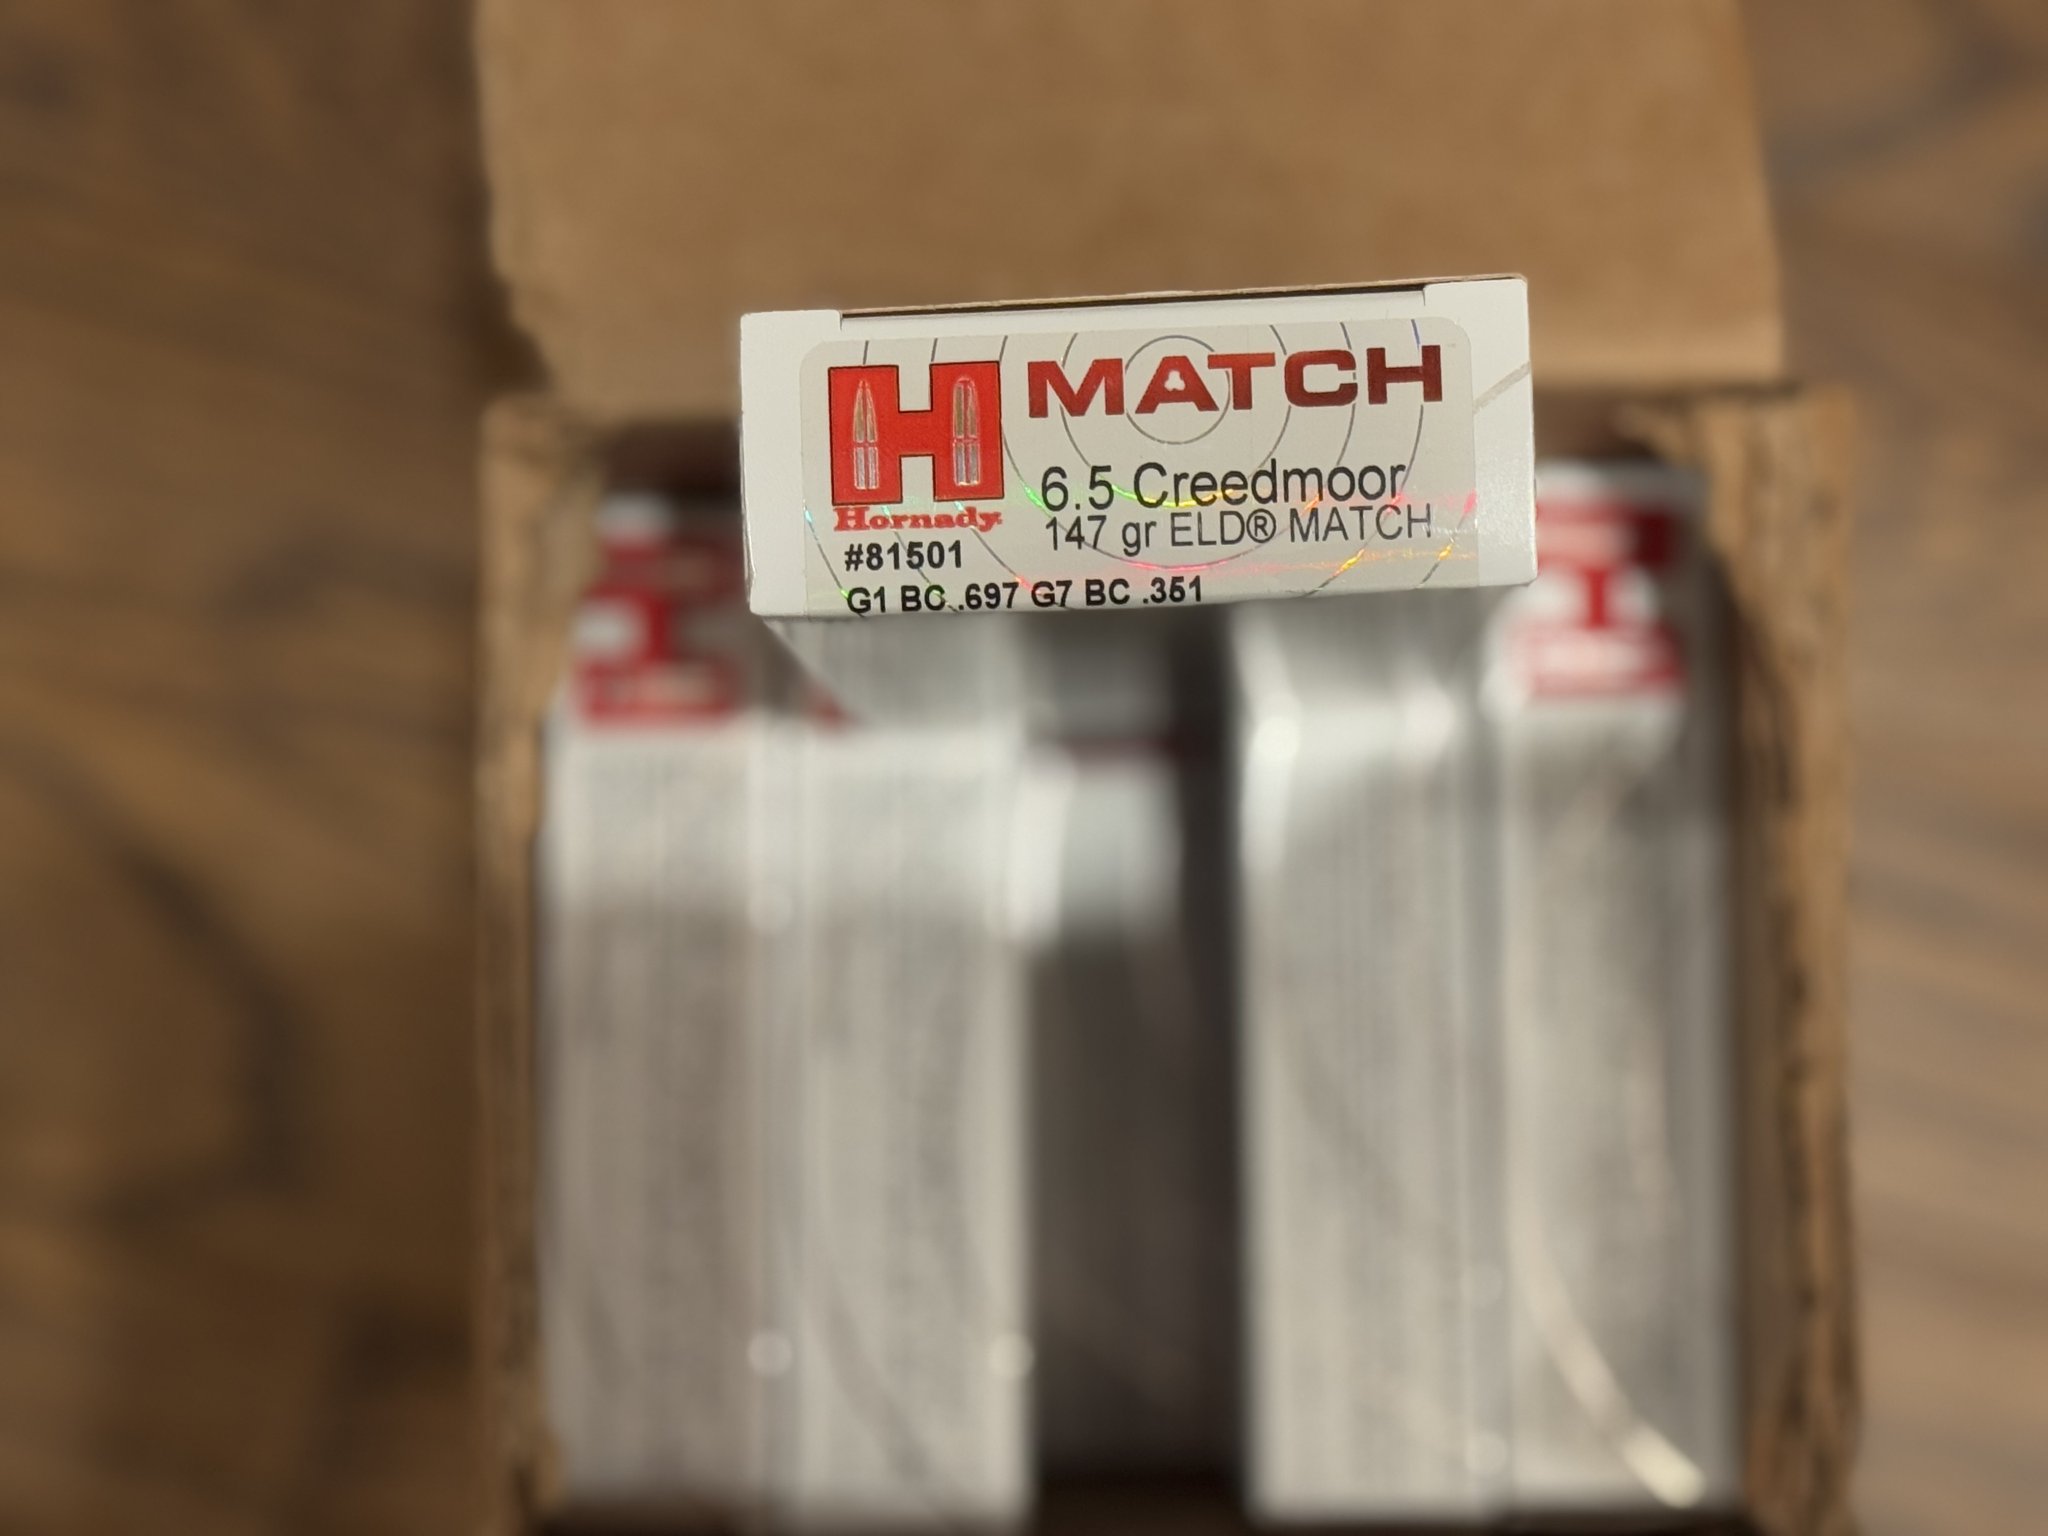 MATCH
Hornady
6.5 Creedmoor
147 gr ELD® MATCH
#81501
G1 BC .697 G7 BC .351